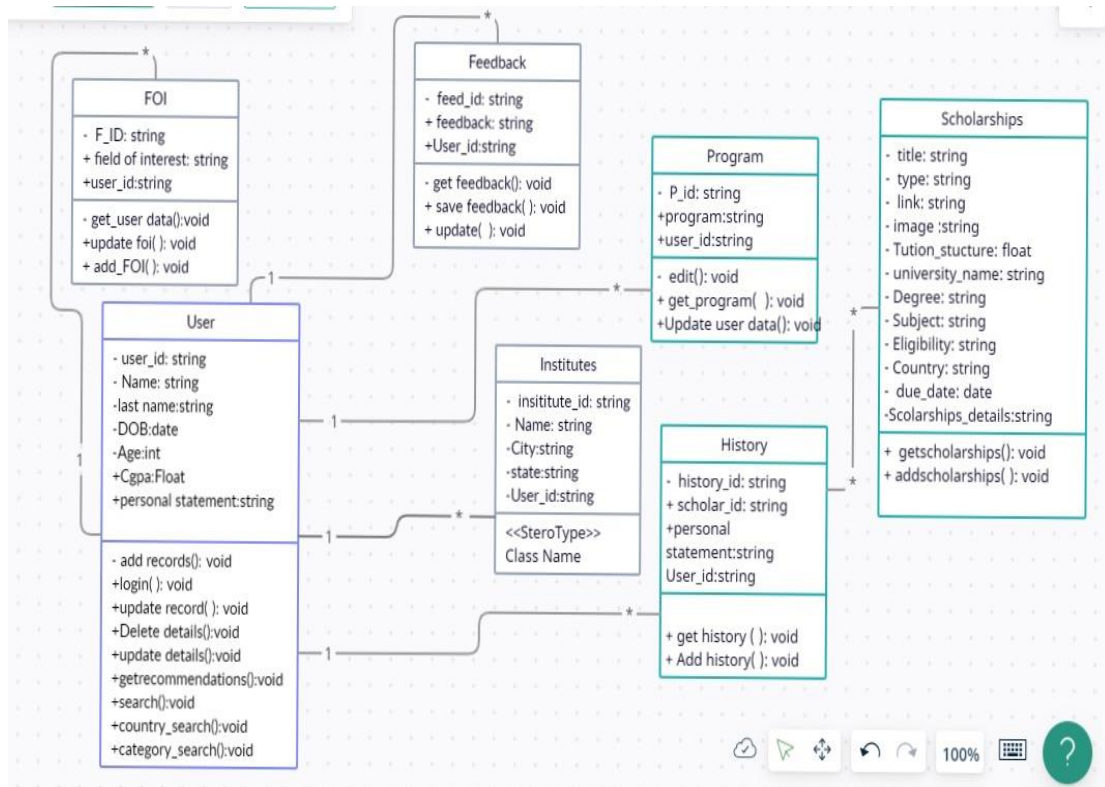 *
*
Feedback
- feed_id: string
+ feedback: string
+User_id:string
- get feedback(): void
+ save feedback( ): void
+ update( ): void
FOI
- F_ID: string
+ field of interest: string
+user_id:string
- get_user data():void
+update foi( ): void
+ add_FOI( ): void
1
1
User
- user_id: string
- Name: string
-last name:string
-DOB:date
-Age:int
+Cgpa:Float
+personal statement:string
- add records(): void
+login( ): void
+update record( ): void
+Delete details():void
+update details():void
+getrecommendations():void
+search():void
+country_search():void
+category_search():void
1
*
1
*
1
*
Program
- P_id: string
+program:string
+user_id:string
- edit(): void
+ get_program( ): void
+Update user data(): void
Institutes
- insititute_id: string
- Name: string
-City:string
-state:string
-User_id:string
<<SteroType>>
Class Name
History
- history_id: string
+ scholar_id: string
+personal
statement:string
User_id:string
+ get history ( ): void
+ Add history( ): void
*
*
Scholarships
- title: string
- type: string
- link: string
- image :string
- Tution_stucture: float
- university_name: string
- Degree: string
- Subject: string
- Eligibility: string
- Country: string
- due_date: date
-Scolarships_details:string
+ getscholarships(): void
+ addscholarships( ): void
100%
?